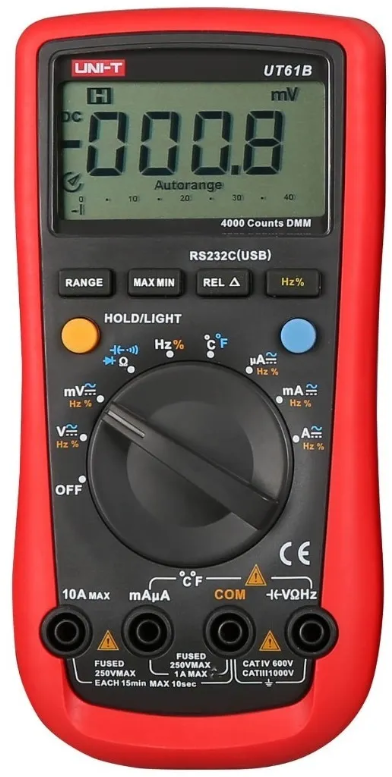 UNI-T UT61B
H mV
DC
-000.8
Autorange
0 10 20 30 40
4000 Counts DMM
RS232C(USB)
RANGE MAX MIN REL △ Hz%
HOLD/LIGHT
Hz% °C°F
Ω
µA Hz %
mV Hz %
mA Hz %
V Hz %
A Hz %
OFF
CE
°C°F
10A MAX mAµA COM VΩHz
FUSED
250VMAX
EACH 15min MAX 10sec
FUSED
250VMAX
1A MAX
CAT IV 600V
CAT III 1000V